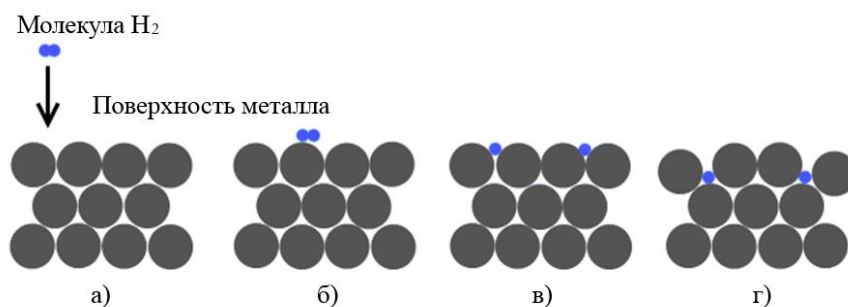 Молекула H₂
Поверхность металла
а) б) в) г)